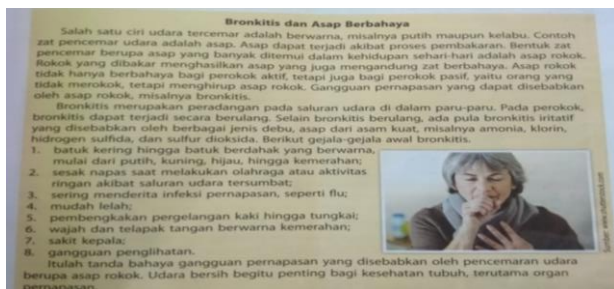 Bronkitis dan Asap Berbahaya
Salah satu ciri udara tercemar adalah berwarna, misalnya putih maupun kelabu. Contoh
zat pencemar udara adalah asap. Asap dapat terjadi akibat proses pembakaran. Bentuk zat
pencemar berupa asap yang banyak ditemui dalam kehidupan sehari-hari adalah asap rokok.
Rokok yang dibakar menghasilkan asap yang juga mengandung zat berbahaya. Asap rokok
tidak hanya berbahaya bagi perokok aktif, tetapi juga bagi perokok pasif, yaitu orang yang
tidak merokok, tetapi menghirup asap rokok. Gangguan pernapasan yang dapat disebabkan
oleh asap rokok, misalnya bronkitis.
Bronkitis merupakan peradangan pada saluran udara di dalam paru-paru. Pada perokok,
bronkitis dapat terjadi secara berulang. Selain bronkitis berulang, ada pula bronkitis iritatif
yang disebabkan oleh berbagai jenis debu, asap dari asam kuat, misalnya amonia, klorin,
hidrogen sulfida, dan sulfur dioksida. Berikut gejala-gejala awal bronkitis.
1. batuk kering hingga batuk berdahak yang berwarna,
mulai dari putih, kuning, hijau, hingga kemerahan;
2. sesak napas saat melakukan olahraga atau aktivitas
ringan akibat saluran udara tersumbat;
3. sering menderita infeksi pernapasan, seperti flu;
4. mudah lelah;
5. pembengkakan pergelangan kaki hingga tungkai;
6. wajah dan telapak tangan berwarna kemerahan;
7. sakit kepala;
8. gangguan penglihatan.
Itulah tanda bahaya gangguan pernapasan yang disebabkan oleh pencemaran udara
berupa asap rokok. Udara bersih begitu penting bagi kesehatan tubuh, terutama organ
pernapasan.